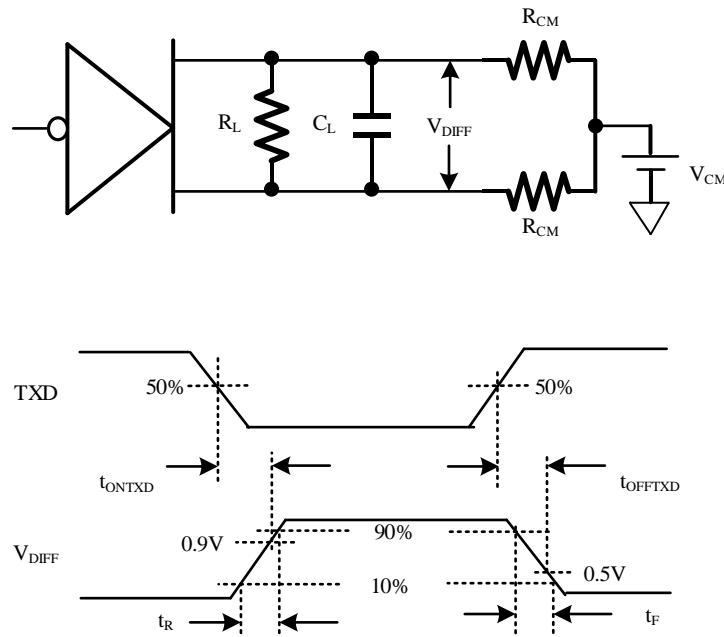 R_CM
R_L
C_L
V_DIFF
V_CM
R_CM
TXD
50%
50%
t_ONTXD
t_OFFTXD
V_DIFF
0.9V
90%
10%
0.5V
t_R
t_F